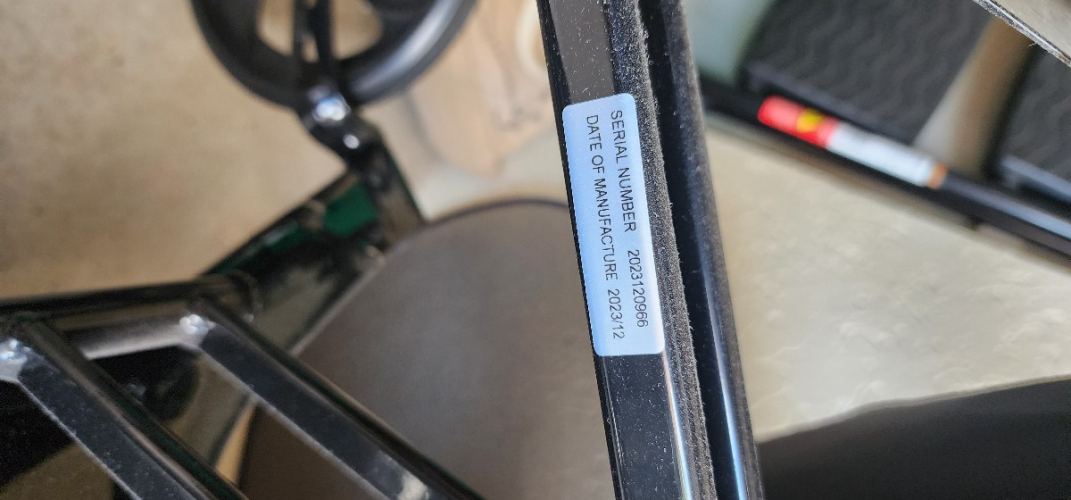 SERIAL NUMBER 2023120966
DATE OF MANUFACTURE 2023/12